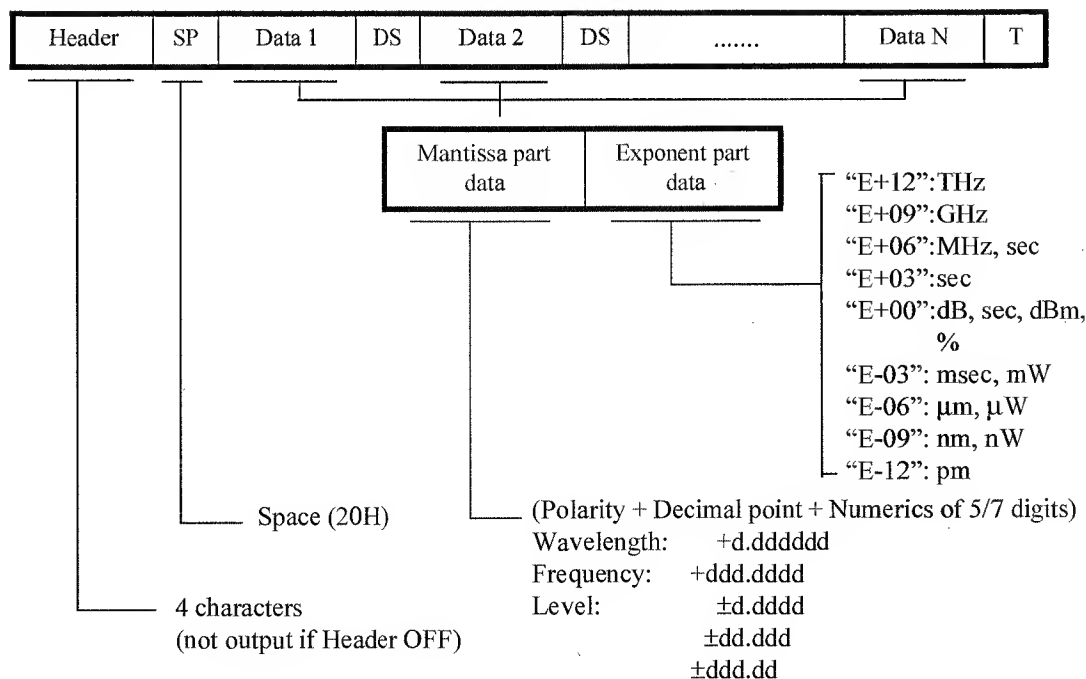 Header SP Data 1 DS Data 2 DS ....... Data N T
Mantissa part data
Exponent part data
“E+12”:THz
“E+09”:GHz
“E+06”:MHz, sec
“E+03”:sec
“E+00”:dB, sec, dBm,
%
“E-03”: msec, mW
“E-06”: μm, μW
“E-09”: nm, nW
“E-12”: pm
Space (20H)
(Polarity + Decimal point + Numerics of 5/7 digits)
Wavelength: +d.dddddd
Frequency: +ddd.dddd
Level: ±d.dddd
±dd.ddd
±ddd.dd
4 characters
(not output if Header OFF)